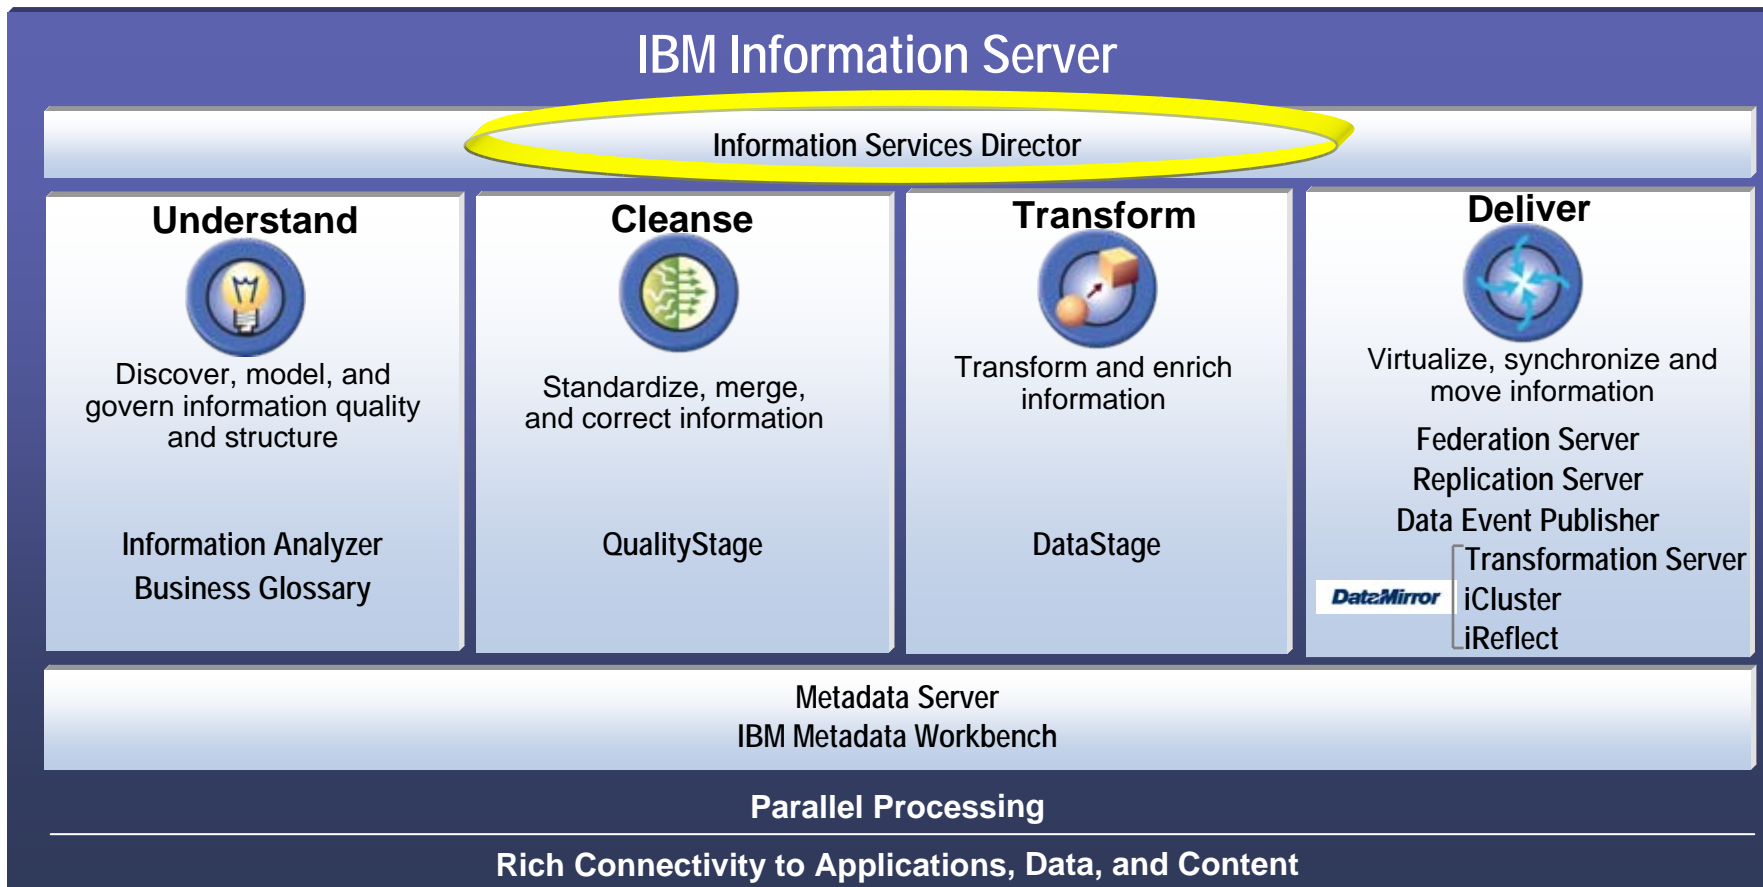 IBM Information Server
Information Services Director
Understand
Discover, model, and
govern information quality
and structure
Information Analyzer
Business Glossary
Cleanse
Standardize, merge,
and correct information
QualityStage
Transform
Transform and enrich
information
DataStage
Deliver
Virtualize, synchronize and
move information
Federation Server
Replication Server
Data Event Publisher
Transformation Server
DataMirror
iCluster
iReflect
Metadata Server
IBM Metadata Workbench
Parallel Processing
Rich Connectivity to Applications, Data, and Content